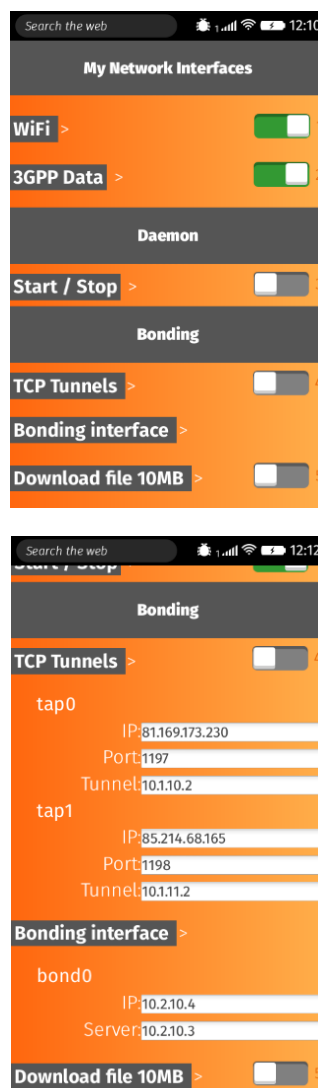 Search the web 12:10
My Network Interfaces
WiFi >
3GPP Data >
Daemon
Start / Stop >
Bonding
TCP Tunnels >
Bonding interface >
Download file 10MB >
Search the web 12:12
Start / Stop
Bonding
TCP Tunnels >
tap0
IP: 81.169.173.230
Port: 1197
Tunnel: 10.1.10.2
tap1
IP: 85.214.68.165
Port: 1198
Tunnel: 10.1.11.2
Bonding interface >
bond0
IP: 10.2.10.4
Server: 10.2.10.3
Download file 10MB >